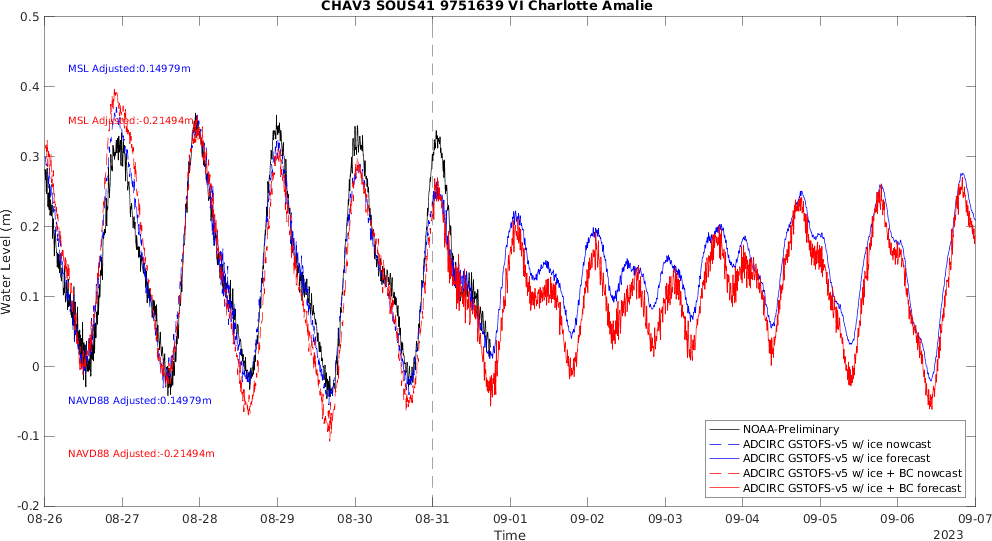 CHAV3 SOUS41 9751639 VI Charlotte Amalie
0.5
0.4
0.3
0.2
0.1
0
-0.1
-0.2
Water Level (m)
MSL Adjusted:0.14979m
MSL Adjusted:-0.21494m
NAVD88 Adjusted:0.14979m
NAVD88 Adjusted:-0.21494m
NOAA-Preliminary
ADCIRC GSTOFS-v5 w/ ice nowcast
ADCIRC GSTOFS-v5 w/ ice forecast
ADCIRC GSTOFS-v5 w/ ice + BC nowcast
ADCIRC GSTOFS-v5 w/ ice + BC forecast
08-26 08-27 08-28 08-29 08-30 08-31 09-01 09-02 09-03 09-04 09-05 09-06 09-07
Time
2023